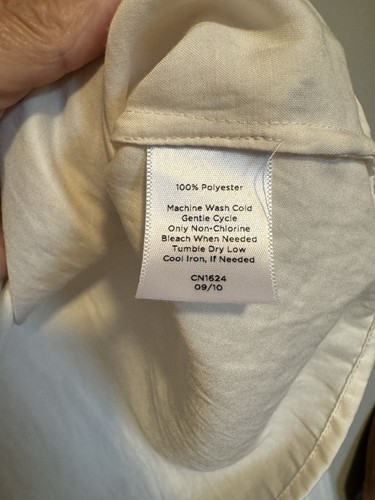 100% Polyester
Machine Wash Cold
Gentle Cycle
Only Non-Chlorine
Bleach When Needed
Tumble Dry Low
Cool Iron, If Needed
CN1624
09/10